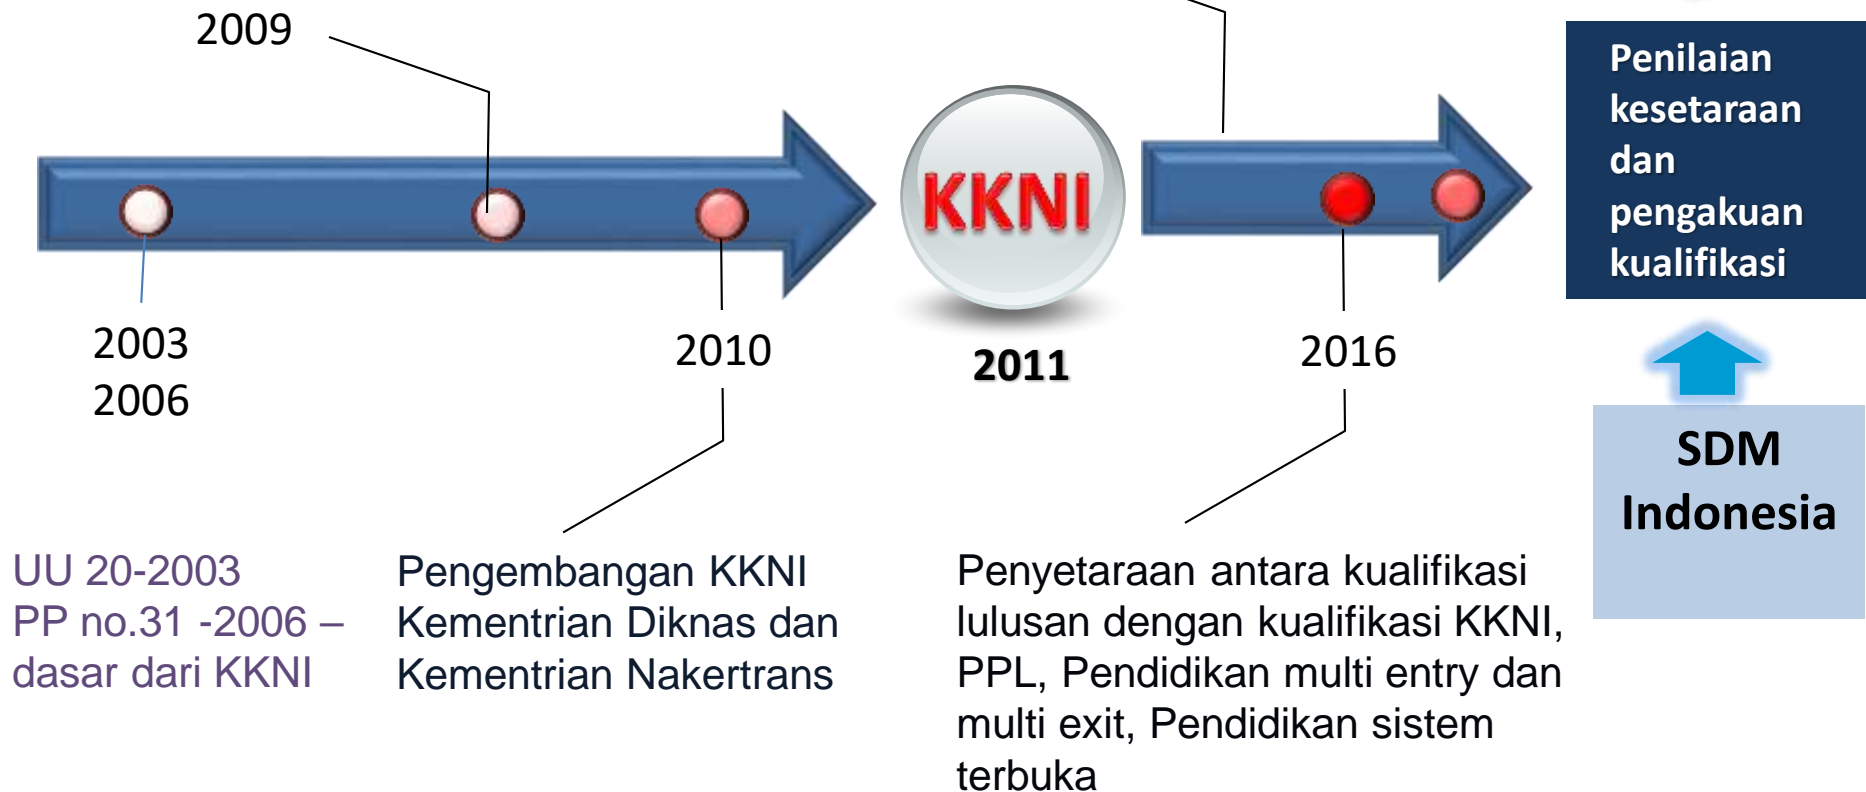 2009
KKNI
2003
2006
2010
2011
2016
Penilaian
kesetaraan
dan
pengakuan
kualifikasi
SDM
Indonesia
UU 20-2003
PP no.31 -2006 –
dasar dari KKNI
Pengembangan KKNI
Kementrian Diknas dan
Kementrian Nakertrans
Penyetaraan antara kualifikasi
lulusan dengan kualifikasi KKNI,
PPL, Pendidikan multi entry dan
multi exit, Pendidikan sistem
terbuka